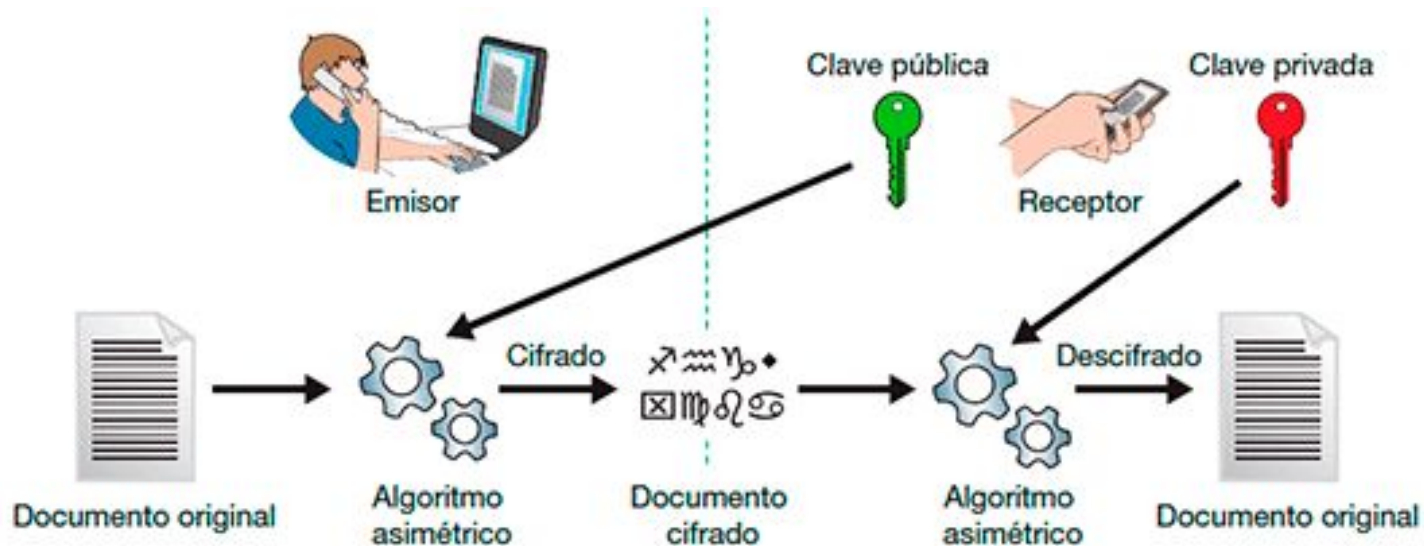 Clave pública
Clave privada
Emisor
Receptor
Cifrado
Descifrado
Documento original
Algoritmo
asimétrico
Documento
cifrado
Algoritmo
asimétrico
Documento original